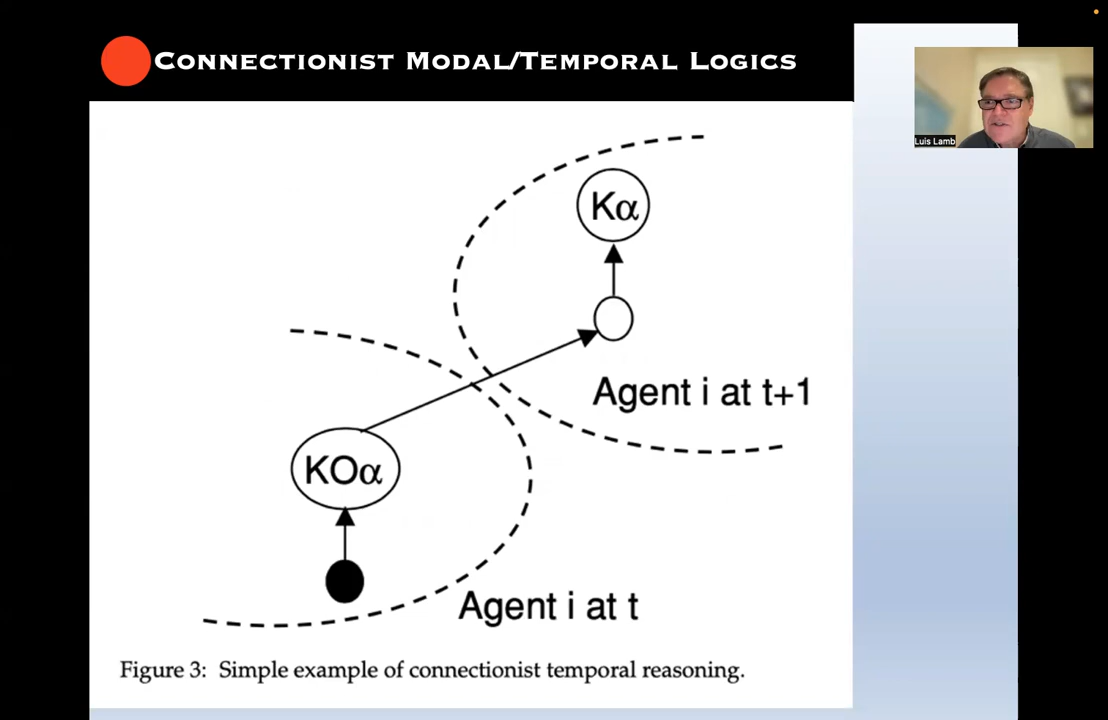 CONNECTIONIST MODAL/TEMPORAL LOGICS
Luis Lamb
Kα
Agent i at t+1
KOα
Agent i at t
Figure 3: Simple example of connectionist temporal reasoning.